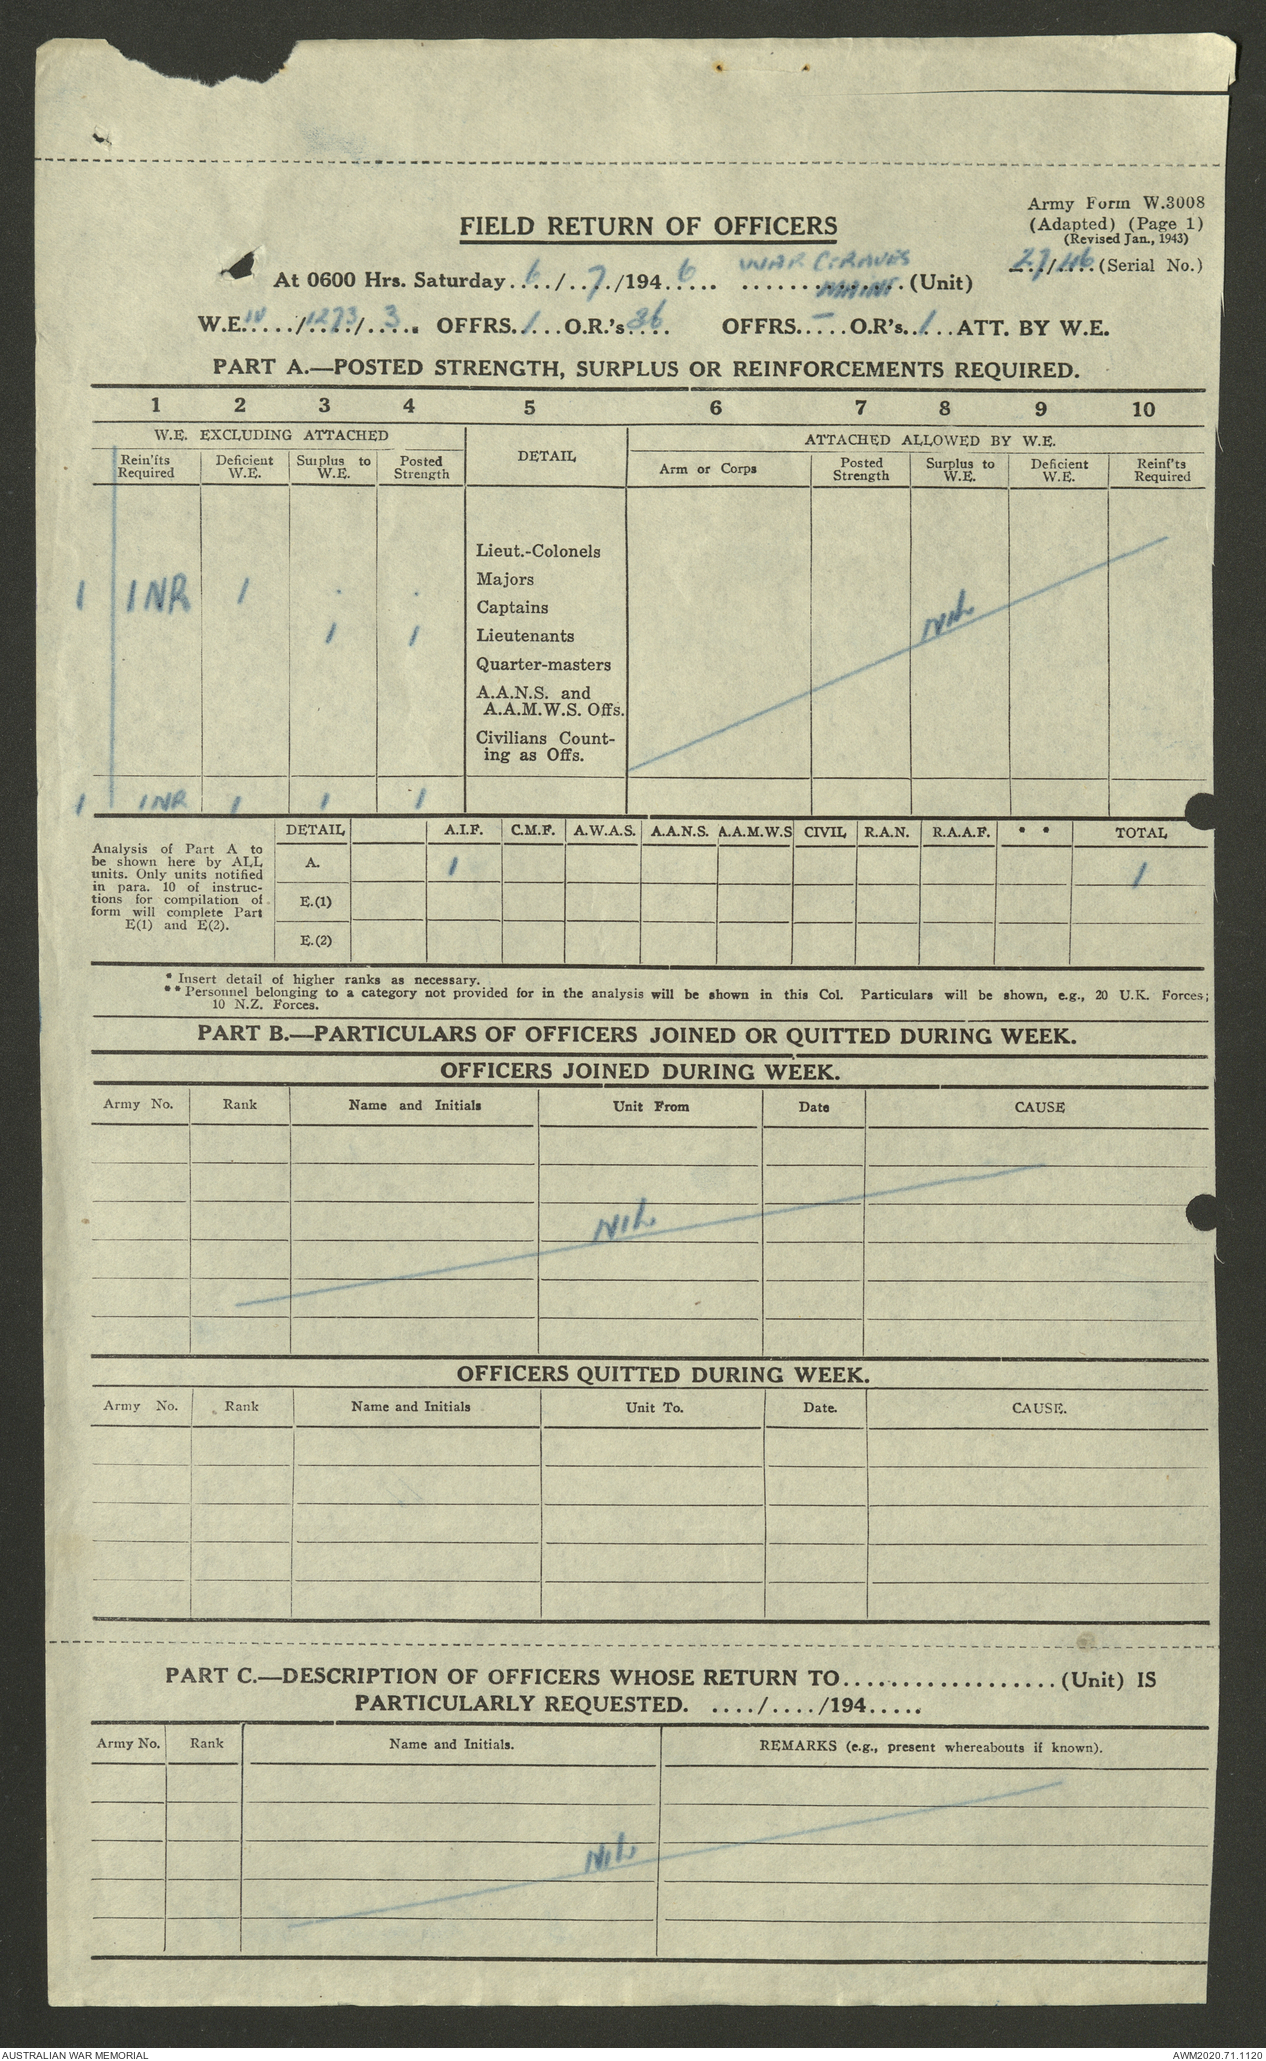 Army Form W.3008
(Adapted) (Page 1)
(Revised Jan., 1943)
FIELD RETURN OF OFFICERS
27/46 (Serial No.)
At 0600 Hrs. Saturday 6/7/1946 WAR GRAVES MAINT (Unit)
W.E. IV/1273/3. OFFRS. 1 O.R.'s 36 OFFRS. – O.R's. 1 ATT. BY W.E.
PART A.—POSTED STRENGTH, SURPLUS OR REINFORCEMENTS REQUIRED.
1 2 3 4 5 6 7 8 9 10
W.E. EXCLUDING ATTACHED DETAIL ATTACHED ALLOWED BY W.E.
Rein'its Required Deficient W.E. Surplus to W.E. Posted Strength Arm or Corps Posted Strength Surplus to W.E. Deficient W.E. Reinf'ts Required
Lieut.-Colonels
Majors
1 1NR 1 . . Captains
1 1 Lieutenants NIL
Quarter-masters
A.A.N.S. and
A.A.M.W.S. Offs.
Civilians Count-
ing as Offs.
1 1NR 1 1 1
DETAIL A.I.F. C.M.F. A.W.A.S. A.A.N.S. A.A.M.W.S CIVIL R.A.N. R.A.A.F. * * TOTAL
Analysis of Part A to
be shown here by ALL
units. Only units notified
in para. 10 of instruc-
tions for compilation of
form will complete Part
E(1) and E(2).
A. 1 1
E.(1)
E.(2)
* Insert detail of higher ranks as necessary.
** Personnel belonging to a category not provided for in the analysis will be shown in this Col. Particulars will be shown, e.g., 20 U.K. Forces;
10 N.Z. Forces.
PART B.—PARTICULARS OF OFFICERS JOINED OR QUITTED DURING WEEK.
OFFICERS JOINED DURING WEEK.
Army No. Rank Name and Initials Unit From Date CAUSE
NIL
OFFICERS QUITTED DURING WEEK.
Army No. Rank Name and Initials Unit To. Date. CAUSE.
PART C.—DESCRIPTION OF OFFICERS WHOSE RETURN TO.................. (Unit) IS
PARTICULARLY REQUESTED. ..../..../194.....
Army No. Rank Name and Initials. REMARKS (e.g., present whereabouts if known).
NIL
AUSTRALIAN WAR MEMORIAL AWM2020.71.1120